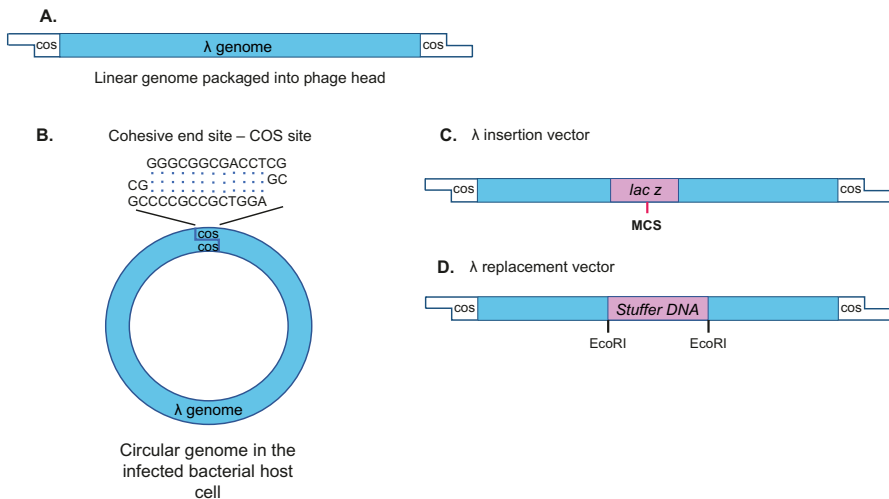 A.
cos λ genome cos
Linear genome packaged into phage head
B. Cohesive end site – COS site
GGGCGGCGACCTCG
CG GC
GCCCCGCCGCTGGA
cos
cos
λ genome
Circular genome in the
infected bacterial host
cell
C. λ insertion vector
cos lac z cos
MCS
D. λ replacement vector
cos Stuffer DNA cos
EcoRI EcoRI